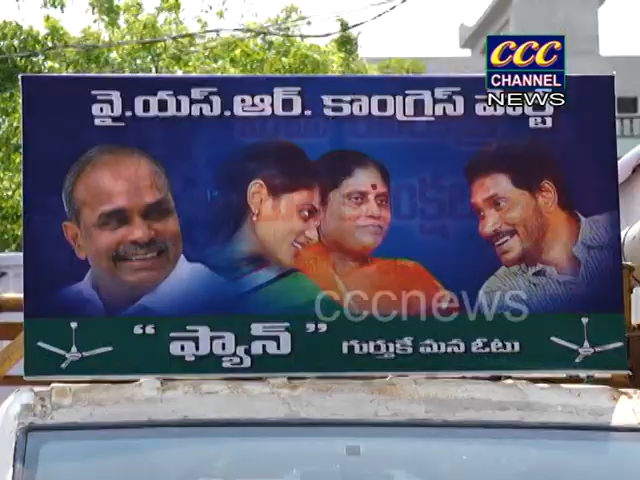 CCC
CHANNEL
NEWS
వై.యస్.ఆర్. కాంగ్రెస్ పార్టీ
cccnews
“ ఫ్యాన్ ” గుర్తుకే మన ఓటు